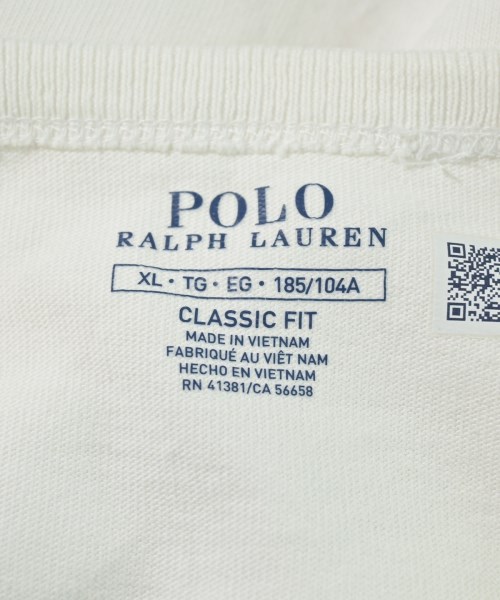 POLO
RALPH LAUREN
XL • TG • EG • 185/104A
CLASSIC FIT
MADE IN VIETNAM
FABRIQUÉ AU VIÊT NAM
HECHO EN VIETNAM
RN 41381/CA 56658